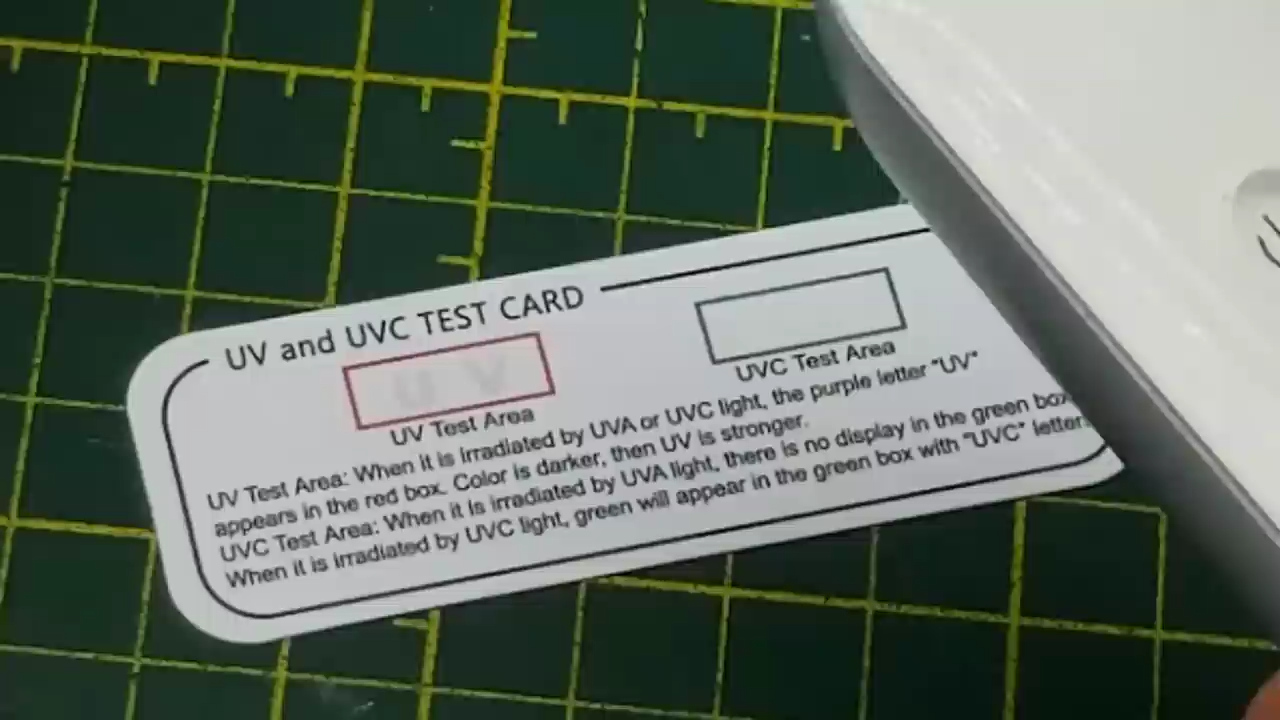 UV and UVC TEST CARD
U V
UV Test Area
UVC Test Area
UV Test Area: When it is irradiated by UVA or UVC light, the purple letter "UV"
appears in the red box. Color is darker, then UV is stronger.
UVC Test Area: When it is irradiated by UVA light, there is no display in the green box
When it is irradiated by UVC light, green will appear in the green box with "UVC" letter